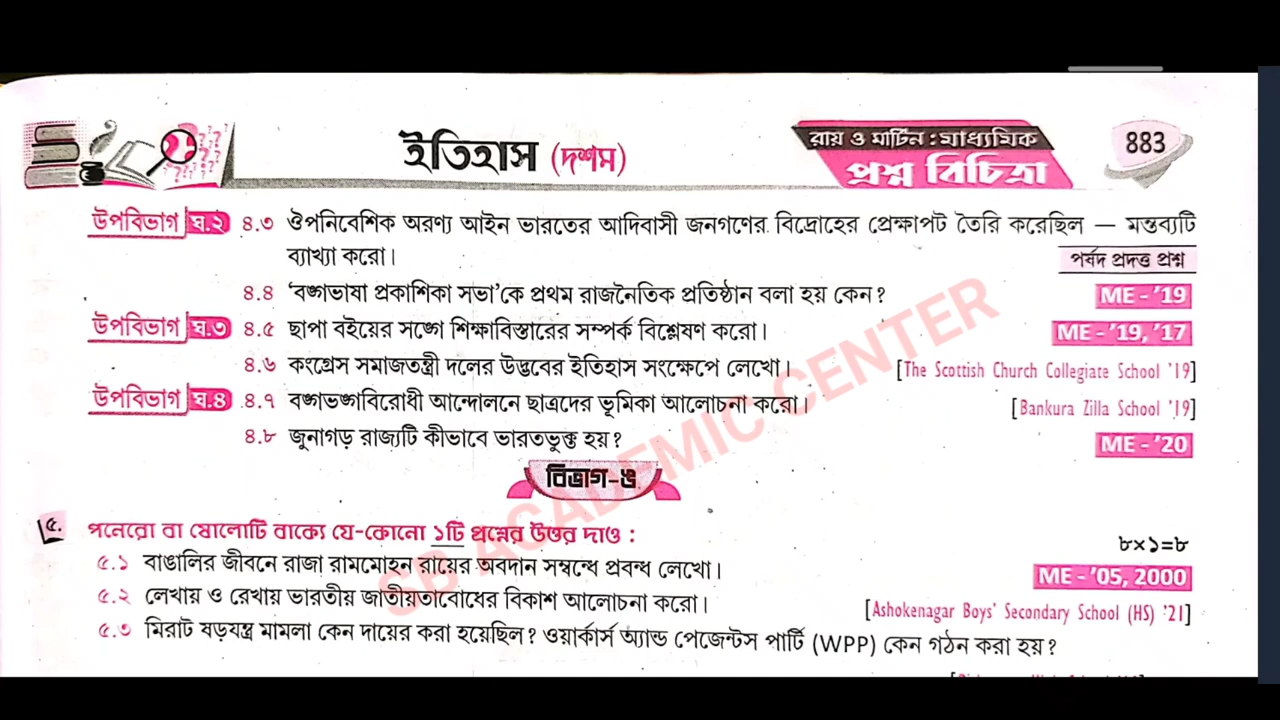 ইতিহাস (দশম)
রায় ও মার্টিন : মাধ্যমিক
প্রশ্ন বিচিত্রা
883
উপবিভাগ ঘ.২ ৪.৩ ঔপনিবেশিক অরণ্য আইন ভারতের আদিবাসী জনগণের বিদ্রোহের প্রেক্ষাপট তৈরি করেছিল — মন্তব্যটি
ব্যাখ্যা করো। পর্ষদ প্রদত্ত প্রশ্ন
৪.৪ ‘বঙ্গভাষা প্রকাশিকা সভা’কে প্রথম রাজনৈতিক প্রতিষ্ঠান বলা হয় কেন? ME - ’19
উপবিভাগ ঘ.৩ ৪.৫ ছাপা বইয়ের সঙ্গে শিক্ষাবিস্তারের সম্পর্ক বিশ্লেষণ করো। ME - ’19, ’17
৪.৬ কংগ্রেস সমাজতন্ত্রী দলের উদ্ভবের ইতিহাস সংক্ষেপে লেখো। [The Scottish Church Collegiate School ’19]
উপবিভাগ ঘ.৪ ৪.৭ বঙ্গভঙ্গবিরোধী আন্দোলনে ছাত্রদের ভূমিকা আলোচনা করো। [Bankura Zilla School ’19]
৪.৮ জুনাগড় রাজ্যটি কীভাবে ভারতভুক্ত হয়? ME - ’20
বিভাগ-ঙ
৫. পনেরো বা ষোলোটি বাক্যে যে-কোনো ১টি প্রশ্নের উত্তর দাও : ৮×১=৮
৫.১ বাঙালির জীবনে রাজা রামমোহন রায়ের অবদান সম্বন্ধে প্রবন্ধ লেখো। ME - ’05, 2000
৫.২ লেখায় ও রেখায় ভারতীয় জাতীয়তাবোধের বিকাশ আলোচনা করো। [Ashokenagar Boys’ Secondary School (HS) ’21]
৫.৩ মিরাট ষড়যন্ত্র মামলা কেন দায়ের করা হয়েছিল? ওয়ার্কার্স অ্যান্ড পেজেন্টস পার্টি (WPP) কেন গঠন করা হয়?
SB ACADEMIC CENTER